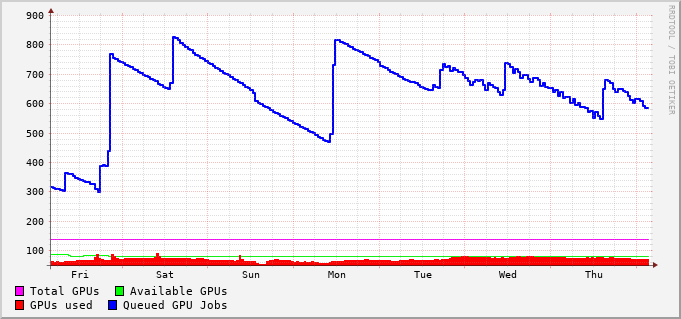 900
800
700
600
500
400
300
200
100
Fri Sat Sun Mon Tue Wed Thu
Total GPUs Available GPUs
GPUs used Queued GPU Jobs
RRDTOOL / TOBI OETIKER